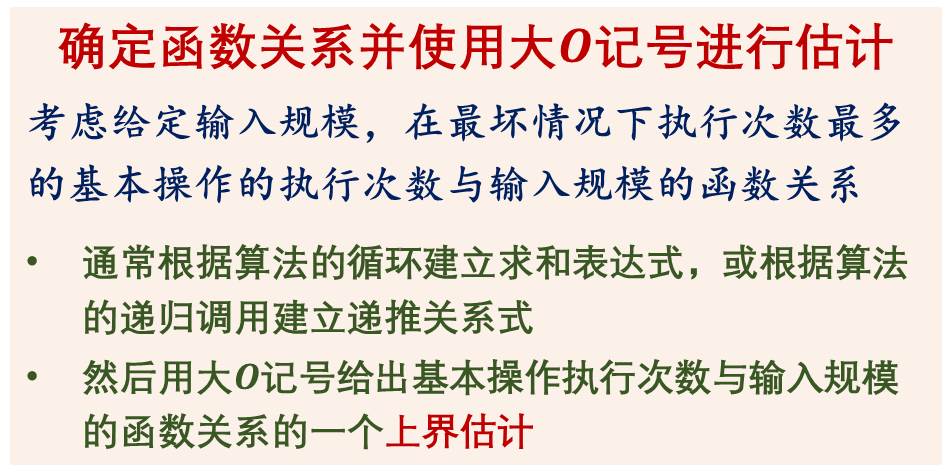 确定函数关系并使用大O记号进行估计
考虑给定输入规模，在最坏情况下执行次数最多
的基本操作的执行次数与输入规模的函数关系
• 通常根据算法的循环建立求和表达式，或根据算法
的递归调用建立递推关系式
• 然后用大O记号给出基本操作执行次数与输入规模
的函数关系的一个上界估计